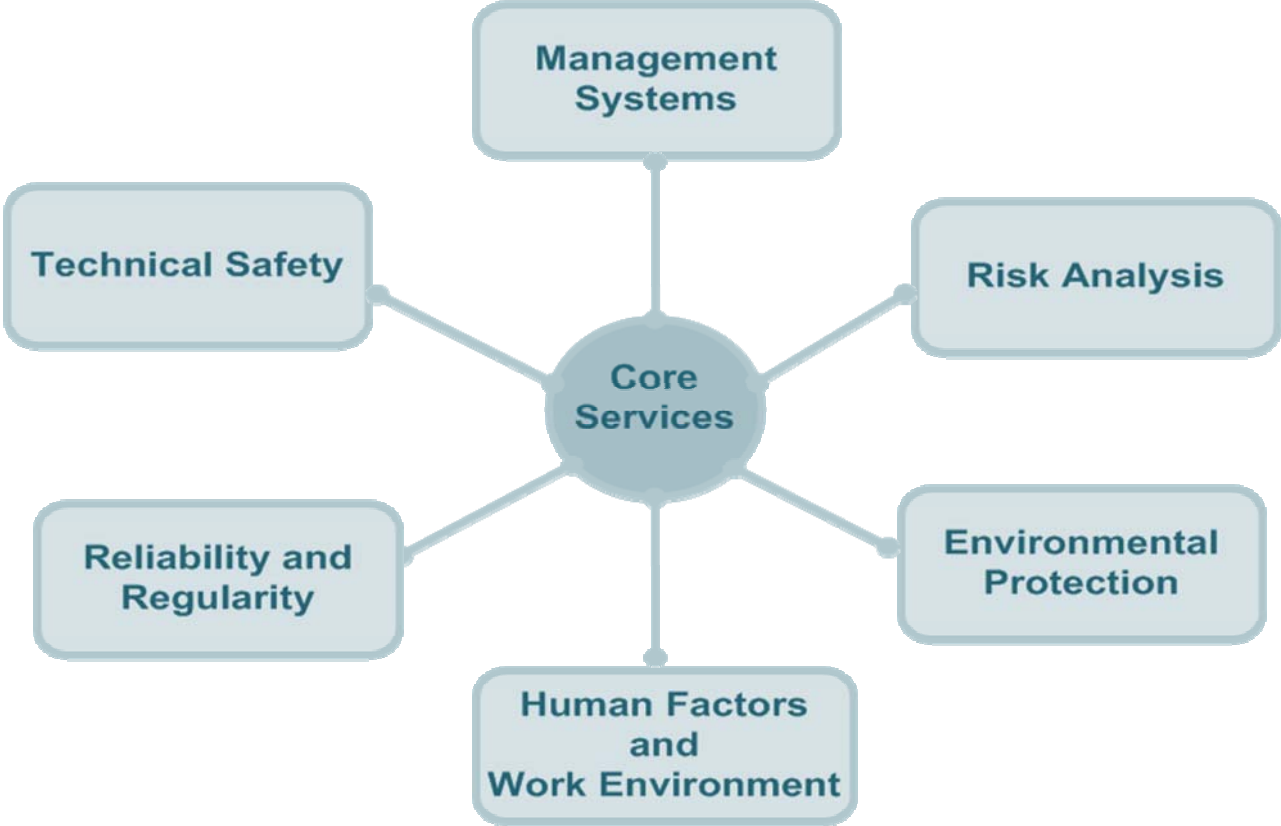 Management
Systems
Technical Safety
Risk Analysis
Core
Services
Reliability and
Regularity
Environmental
Protection
Human Factors
and
Work Environment